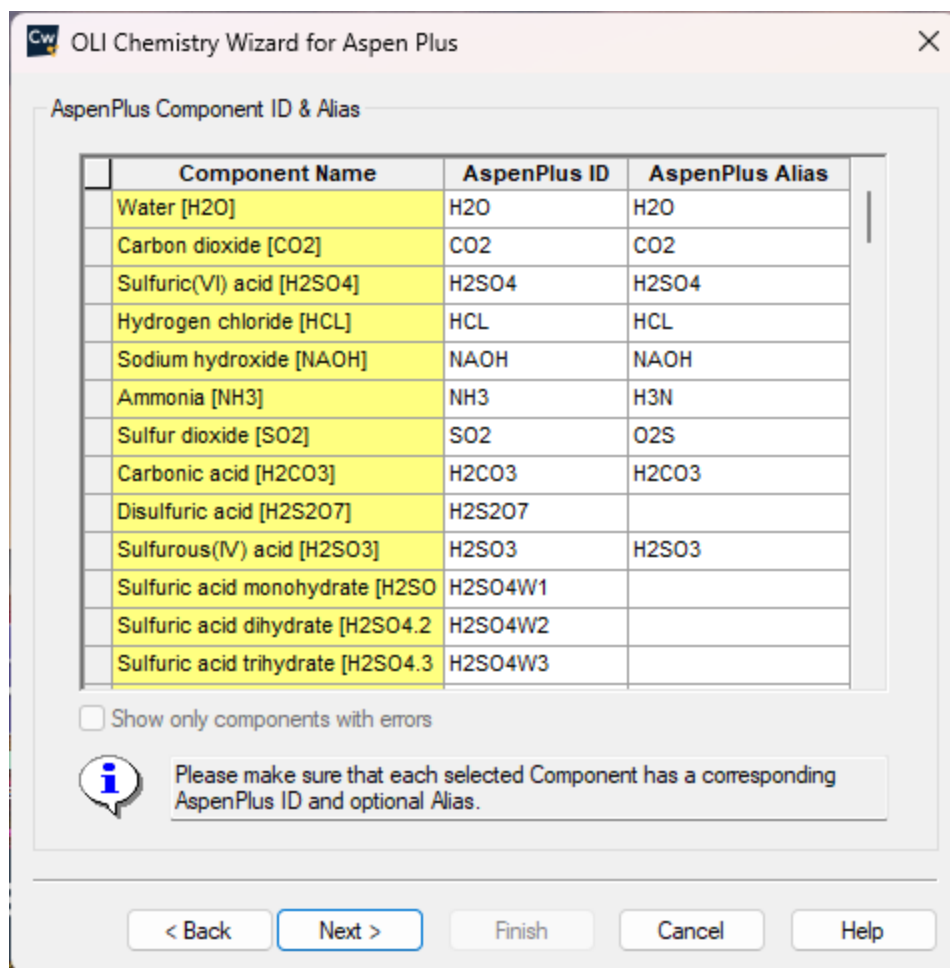 Cw OLI Chemistry Wizard for Aspen Plus
AspenPlus Component ID & Alias
Component Name AspenPlus ID AspenPlus Alias
Water [H2O] H2O H2O
Carbon dioxide [CO2] CO2 CO2
Sulfuric(VI) acid [H2SO4] H2SO4 H2SO4
Hydrogen chloride [HCL] HCL HCL
Sodium hydroxide [NAOH] NAOH NAOH
Ammonia [NH3] NH3 H3N
Sulfur dioxide [SO2] SO2 O2S
Carbonic acid [H2CO3] H2CO3 H2CO3
Disulfuric acid [H2S2O7] H2S2O7
Sulfurous(IV) acid [H2SO3] H2SO3 H2SO3
Sulfuric acid monohydrate [H2SO H2SO4W1
Sulfuric acid dihydrate [H2SO4.2 H2SO4W2
Sulfuric acid trihydrate [H2SO4.3 H2SO4W3
Show only components with errors
Please make sure that each selected Component has a corresponding
AspenPlus ID and optional Alias.
< Back Next > Finish Cancel Help